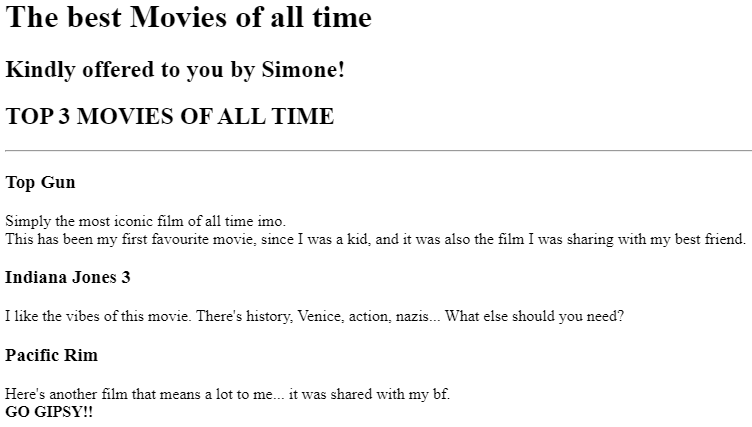 The best Movies of all time
Kindly offered to you by Simone!
TOP 3 MOVIES OF ALL TIME
Top Gun
Simply the most iconic film of all time imo.
This has been my first favourite movie, since I was a kid, and it was also the film I was sharing with my best friend.
Indiana Jones 3
I like the vibes of this movie. There's history, Venice, action, nazis... What else should you need?
Pacific Rim
Here's another film that means a lot to me... it was shared with my bf.
GO GIPSY!!